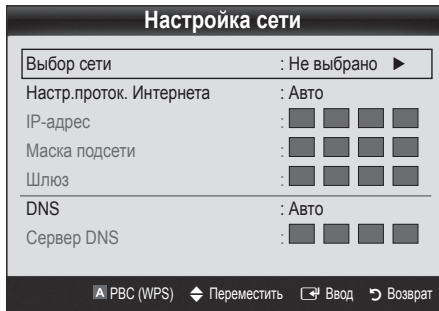 Настройка сети
Выбор сети : Не выбрано ▶
Настр.проток. Интернета : Авто
IP-адрес :
Маска подсети :
Шлюз :
DNS : Авто
Сервер DNS :
A PBC (WPS) Переместить Ввод Возврат